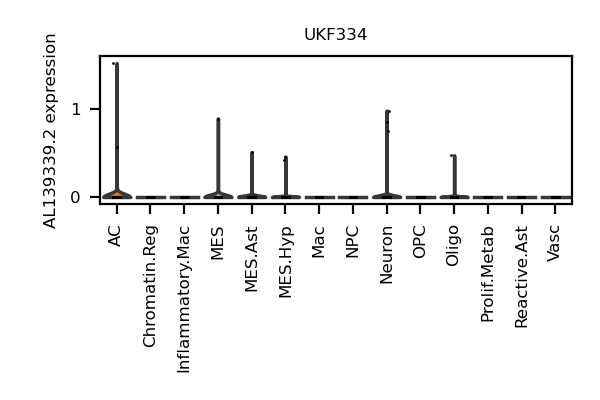 UKF334
AL139339.2 expression
1
0
AC
Chromatin.Reg
Inflammatory.Mac
MES
MES.Ast
MES.Hyp
Mac
NPC
Neuron
OPC
Oligo
Prolif.Metab
Reactive.Ast
Vasc